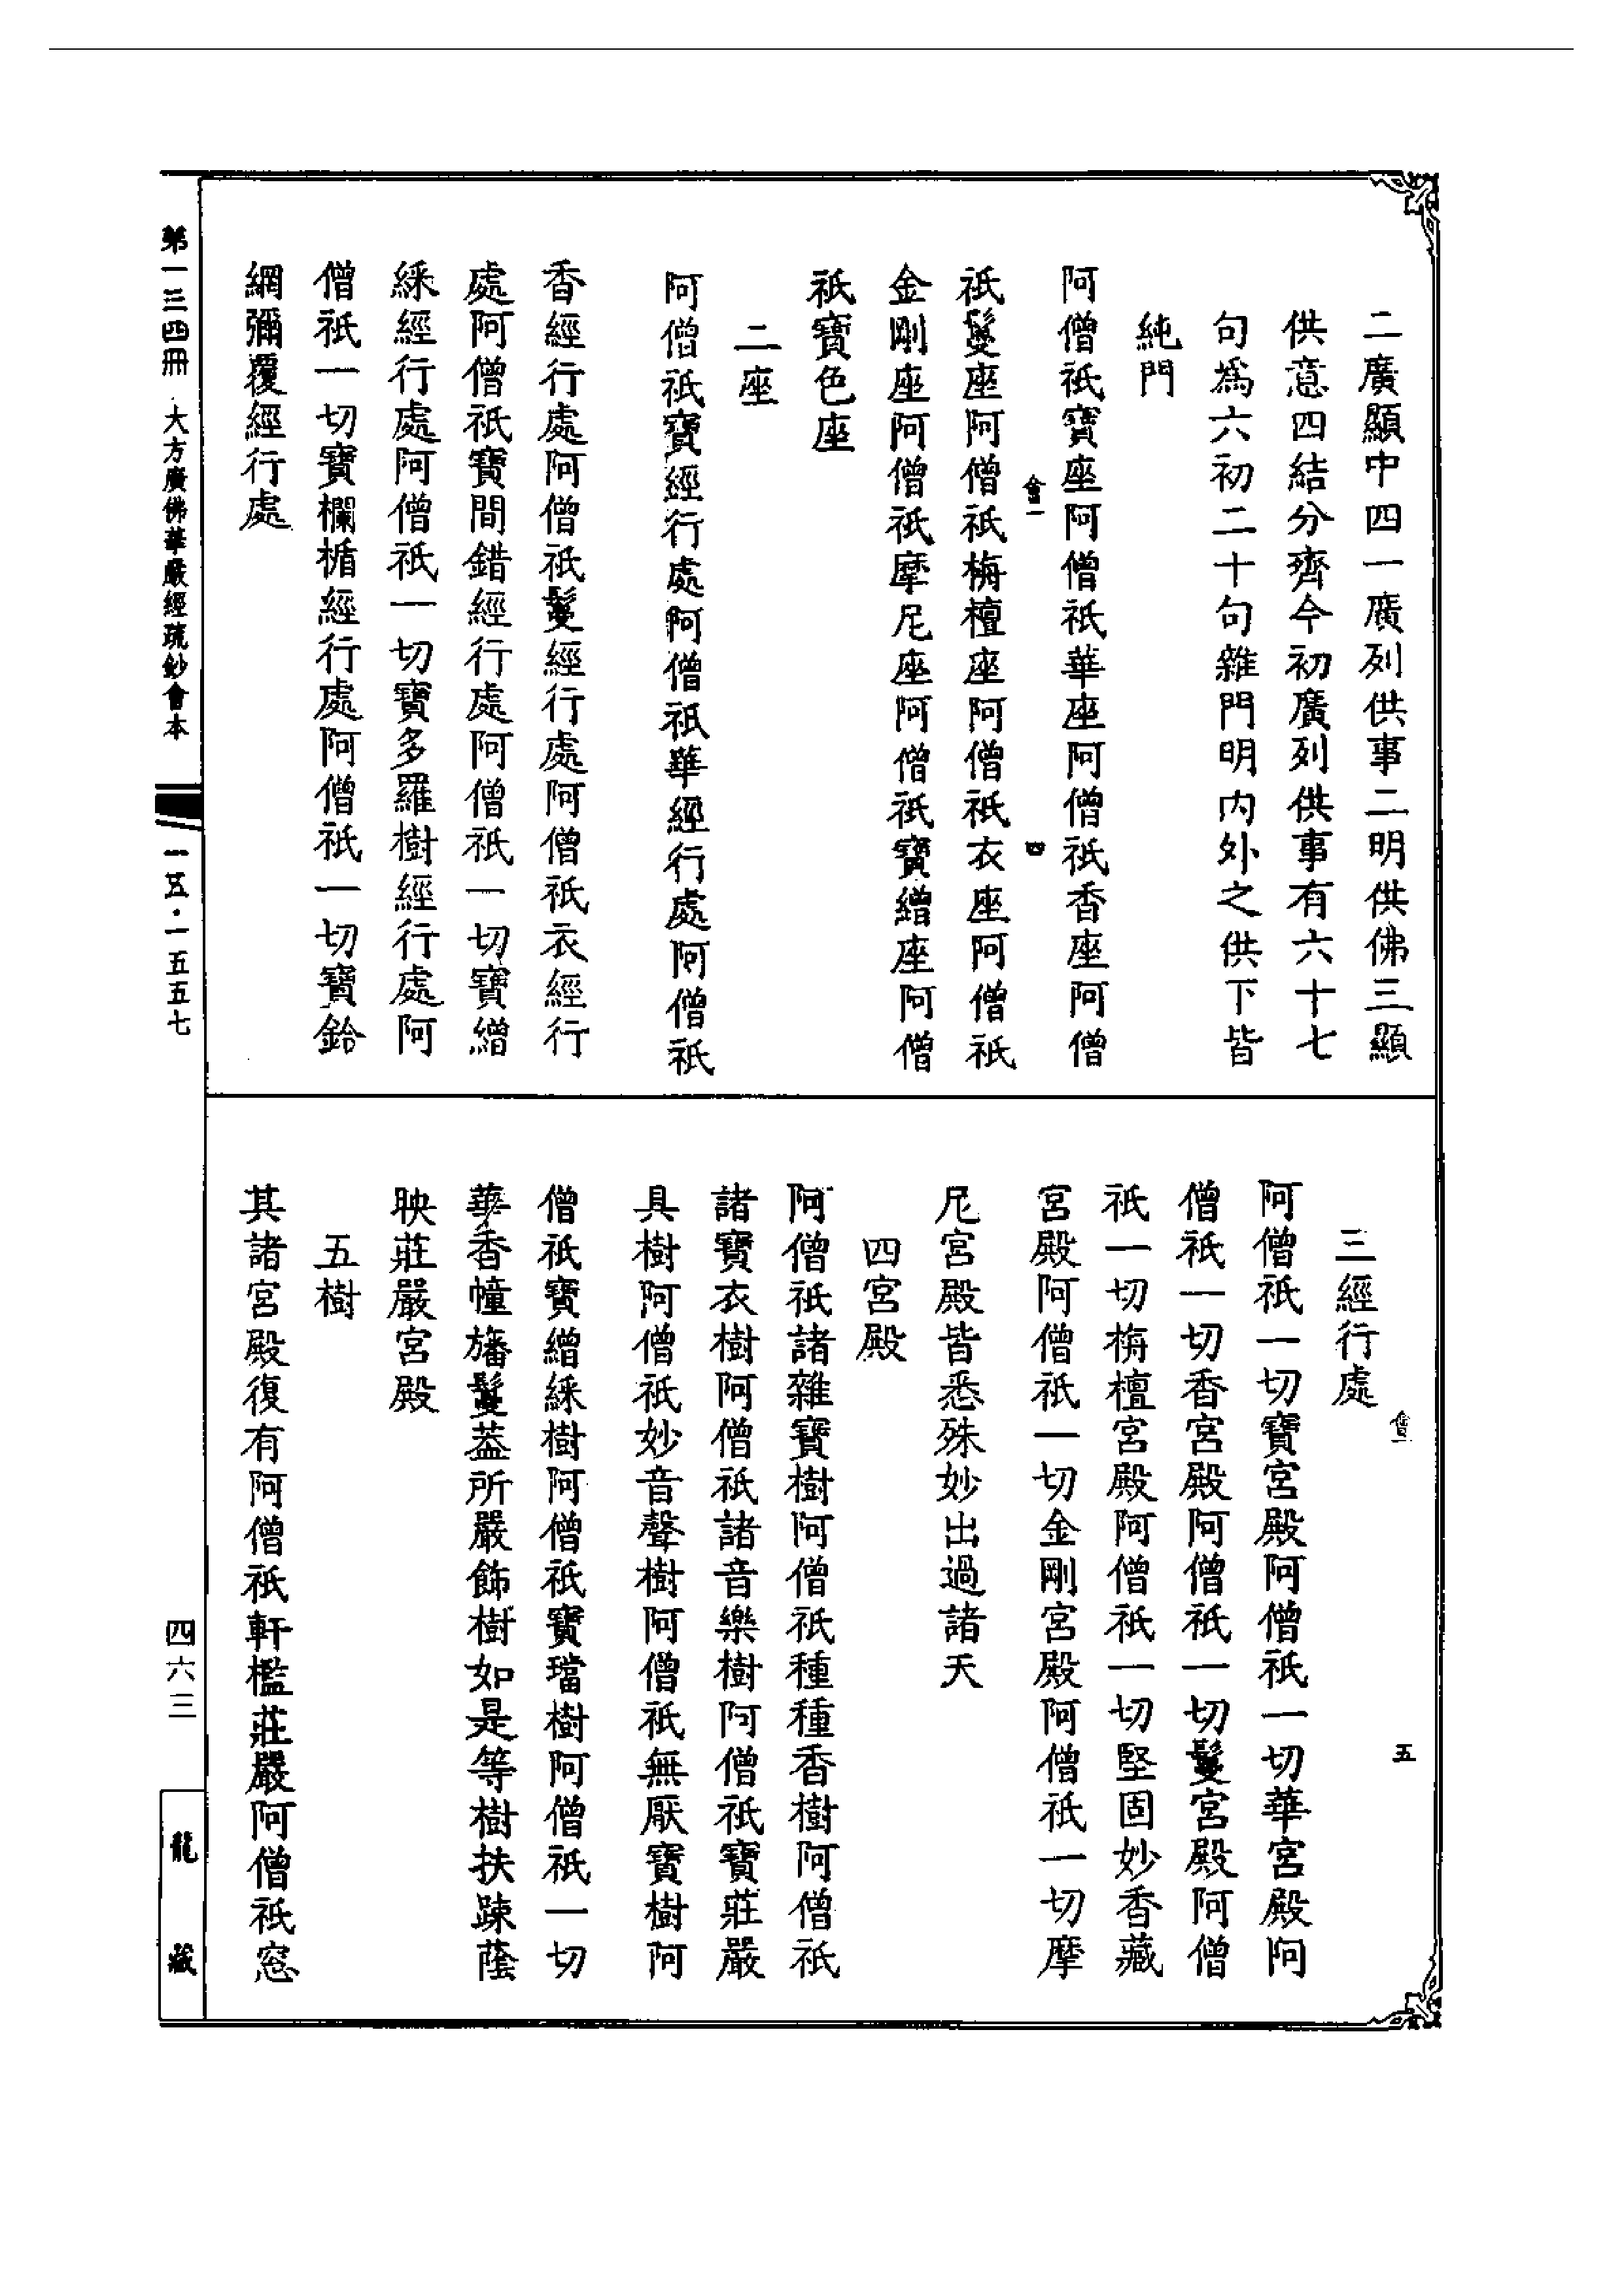 二廣顯中四一廣列供事二明供佛三顯
供意四結分齊今初廣列供事有六十七
句為六初二十句雜門明內外之供下皆
純門
阿僧祇寶座阿僧祇華座阿僧祇香座阿僧
會一
四
祇鬘座阿僧祇栴檀座阿僧祇衣座阿僧祇
金剛座阿僧祇摩尼座阿僧祇寶繒座阿僧
祇寶色座
二座
阿僧祇寶經行處阿僧祇華經行處阿僧祇
香經行處阿僧祇鬘經行處阿僧祇衣經行
處阿僧祇寶間錯經行處阿僧祇一切寶繒
綵經行處阿僧祇一切寶多羅樹經行處阿
僧祇一切寶欄楯經行處阿僧祇一切寶鈴
網彌覆經行處
會一
五
三經行處
阿僧祇一切寶宮殿阿僧祇一切華宮殿阿
僧祇一切香宮殿阿僧祇一切鬘宮殿阿僧
祇一切栴檀宮殿阿僧祇一切堅固妙香藏
宮殿阿僧祇一切金剛宮殿阿僧祇一切摩
尼宮殿皆悉殊妙出過諸天
四宮殿
阿僧祇諸雜寶樹阿僧祇種種香樹阿僧祇
諸寶衣樹阿僧祇諸音樂樹阿僧祇寶莊嚴
具樹阿僧祇妙音聲樹阿僧祇無厭寶樹阿
僧祇寶繒綵樹阿僧祇寶璫樹阿僧祇一切
華香幢旛鬘蓋所嚴飾樹如是等樹扶踈蔭
映莊嚴宮殿
五樹
其諸宮殿復有阿僧祇軒檻莊嚴阿僧祇窓
第一三四冊 大方廣佛華嚴經疏鈔會本
一五·一五五七
四六三
龍藏